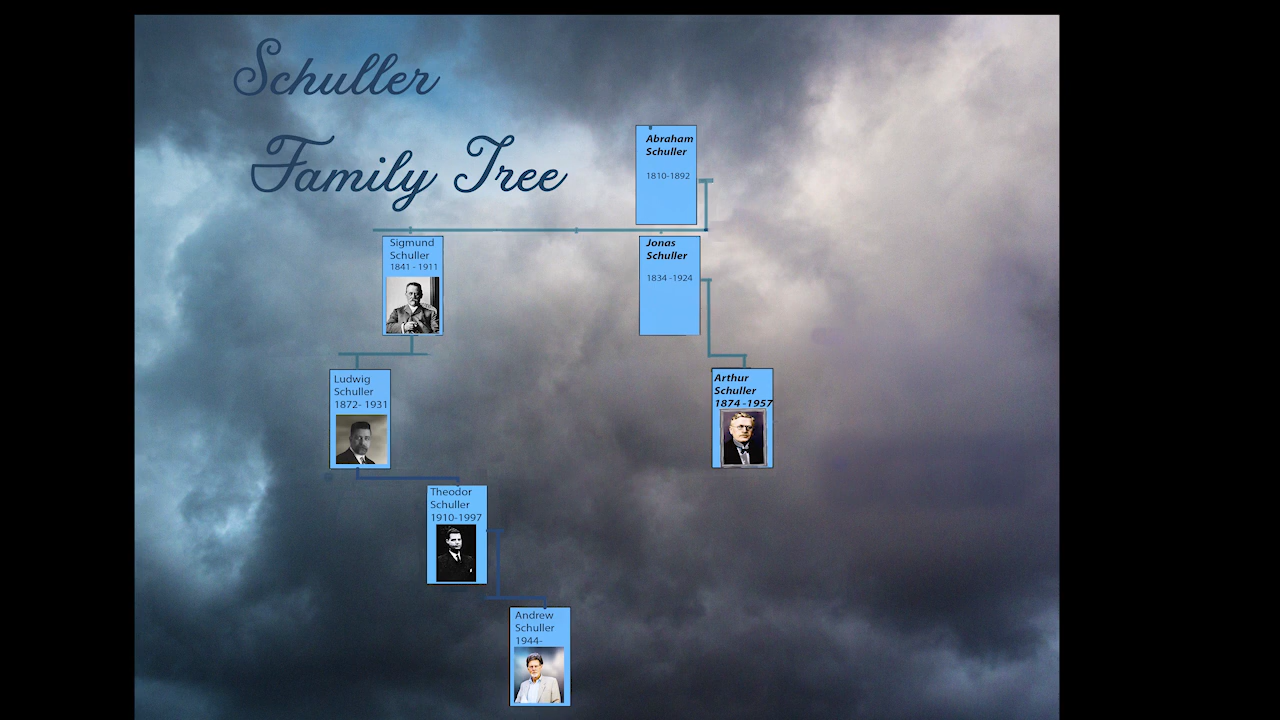 Schuller
Family Tree
Abraham
Schuller
1810-1892
Sigmund
Schuller
1841 - 1911
Jonas
Schuller
1834 -1924
Ludwig
Schuller
1872- 1931
Arthur
Schuller
1874 -1957
Theodor
Schuller
1910-1997
Andrew
Schuller
1944-